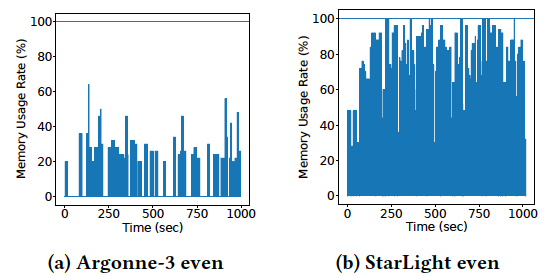 100
80
60
40
20
0
Memory Usage Rate (%)
0 250 500 750 1000
Time (sec)
(a) Argonne-3 even
100
80
60
40
20
0
Memory Usage Rate (%)
0 250 500 750 1000
Time (sec)
(b) StarLight even